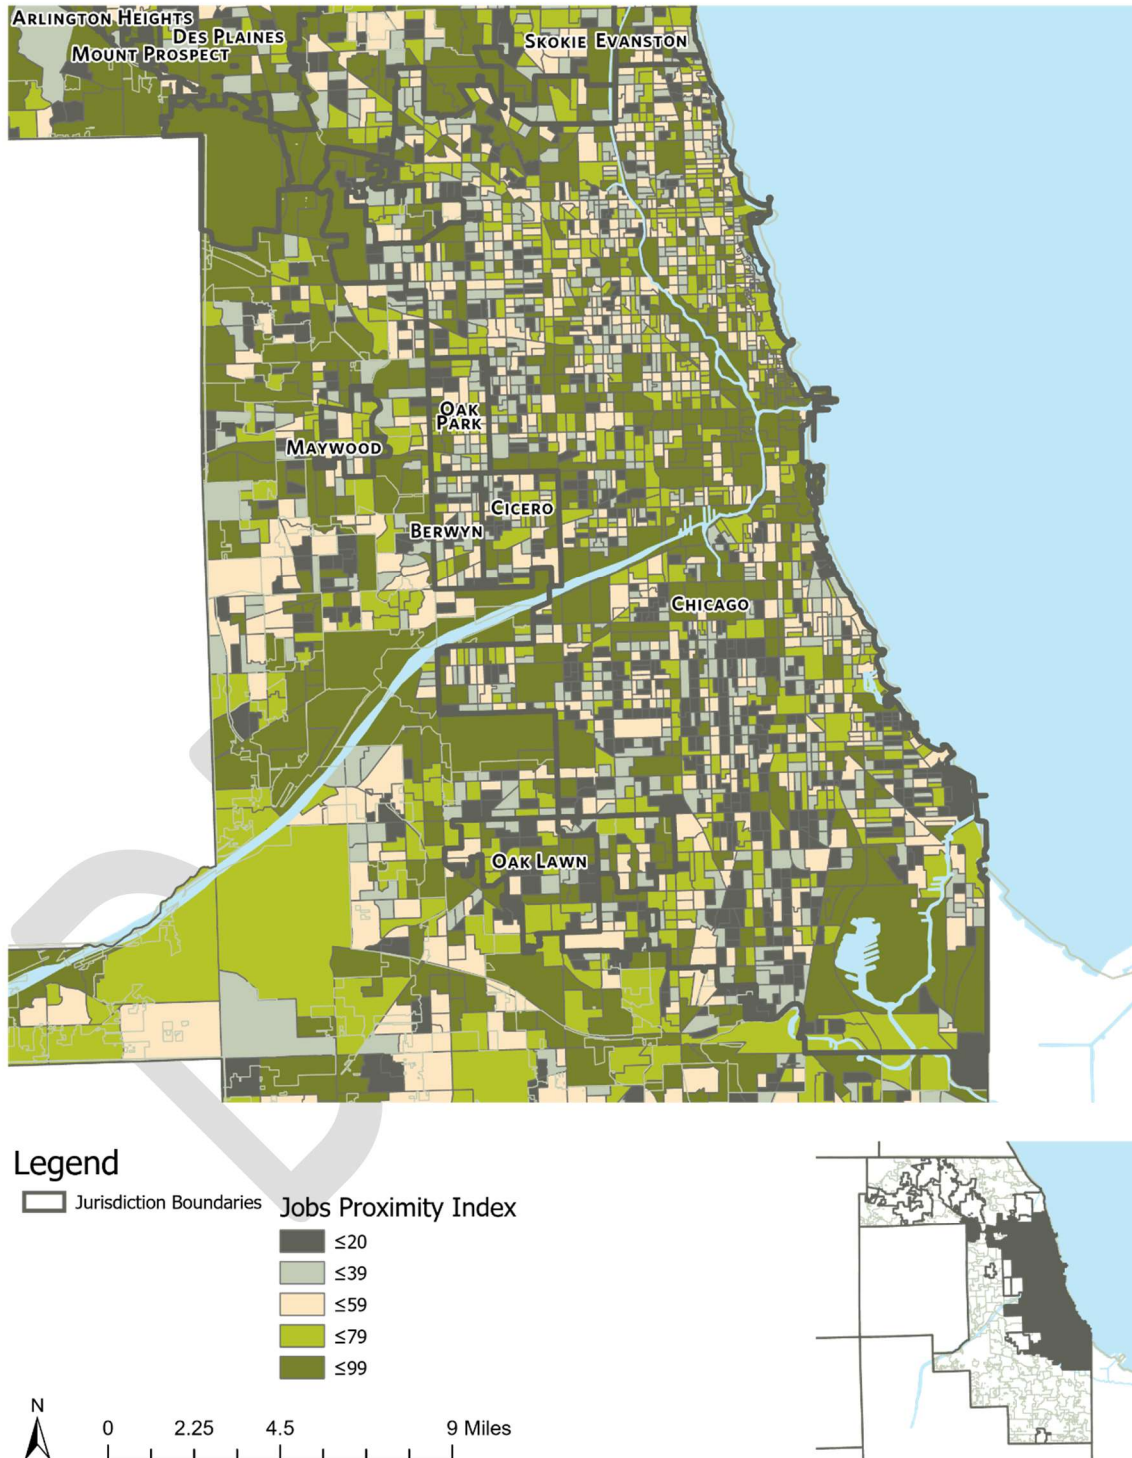 ARLINGTON HEIGHTS
DES PLAINES
MOUNT PROSPECT
SKOKIE EVANSTON
OAK
PARK
MAYWOOD
CICERO
BERWYN
CHICAGO
OAK LAWN
Legend
Jurisdiction Boundaries
Jobs Proximity Index
≤20
≤39
≤59
≤79
≤99
N
0 2.25 4.5 9 Miles